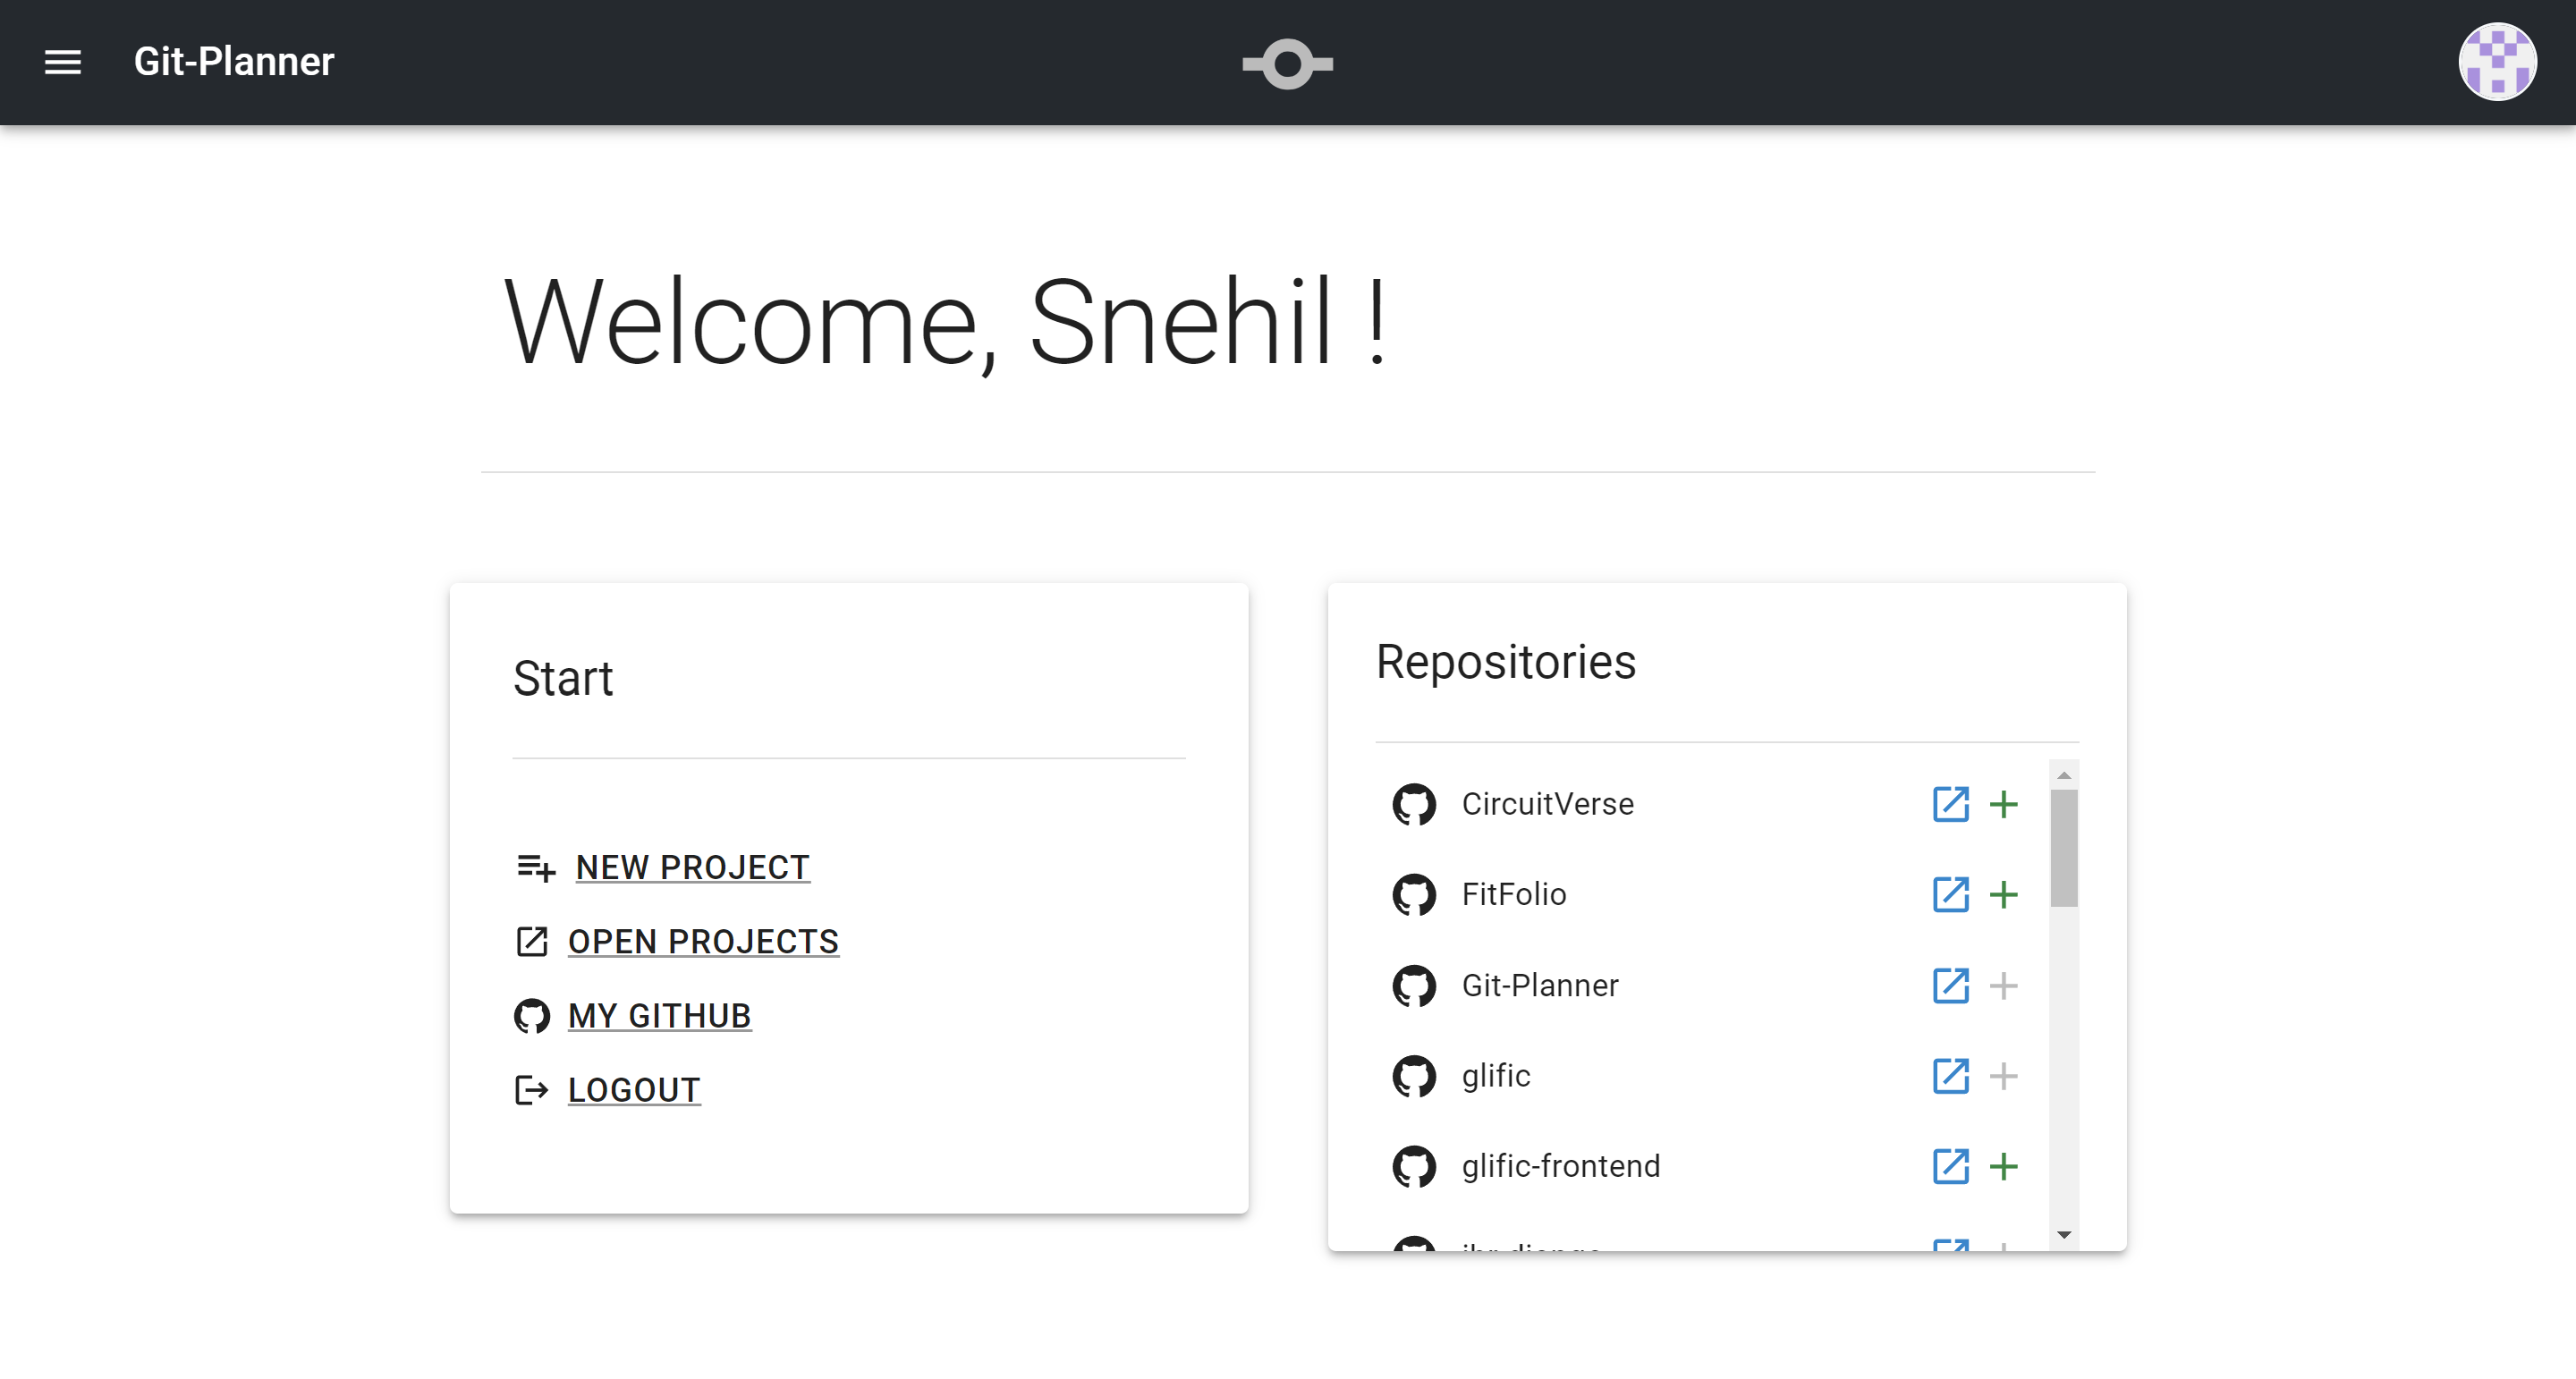 Git-Planner
Welcome, Snehil !
Start
NEW PROJECT
OPEN PROJECTS
MY GITHUB
LOGOUT
Repositories
CircuitVerse
FitFolio
Git-Planner
glific
glific-frontend